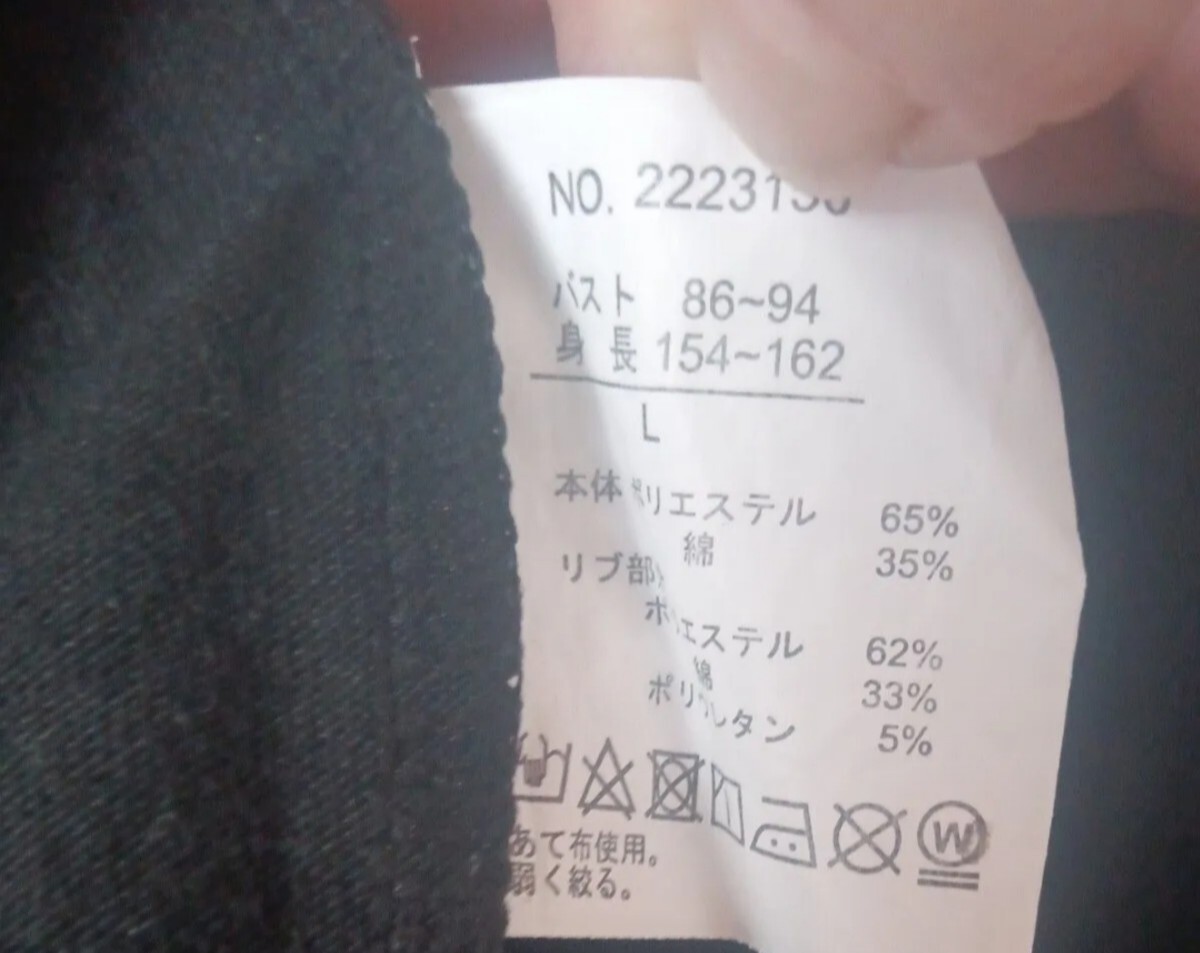 NO. 22231
バスト 86~94
身長 154~162
L
本体 ポリエステル 65%
綿 35%
リブ部分
ポリエステル 62%
綿 33%
ポリウレタン 5%
W
あて布使用。
弱く絞る。